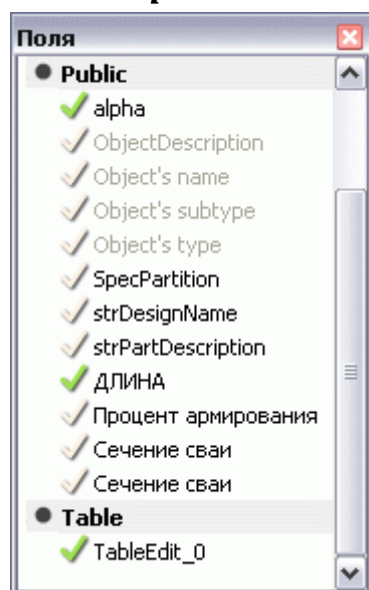 Поля
Public
alpha
ObjectDescription
Object's name
Object's subtype
Object's type
SpecPartition
strDesignName
strPartDescription
ДЛИНА
Процент армирования
Сечение сваи
Сечение сваи
Table
TableEdit_0